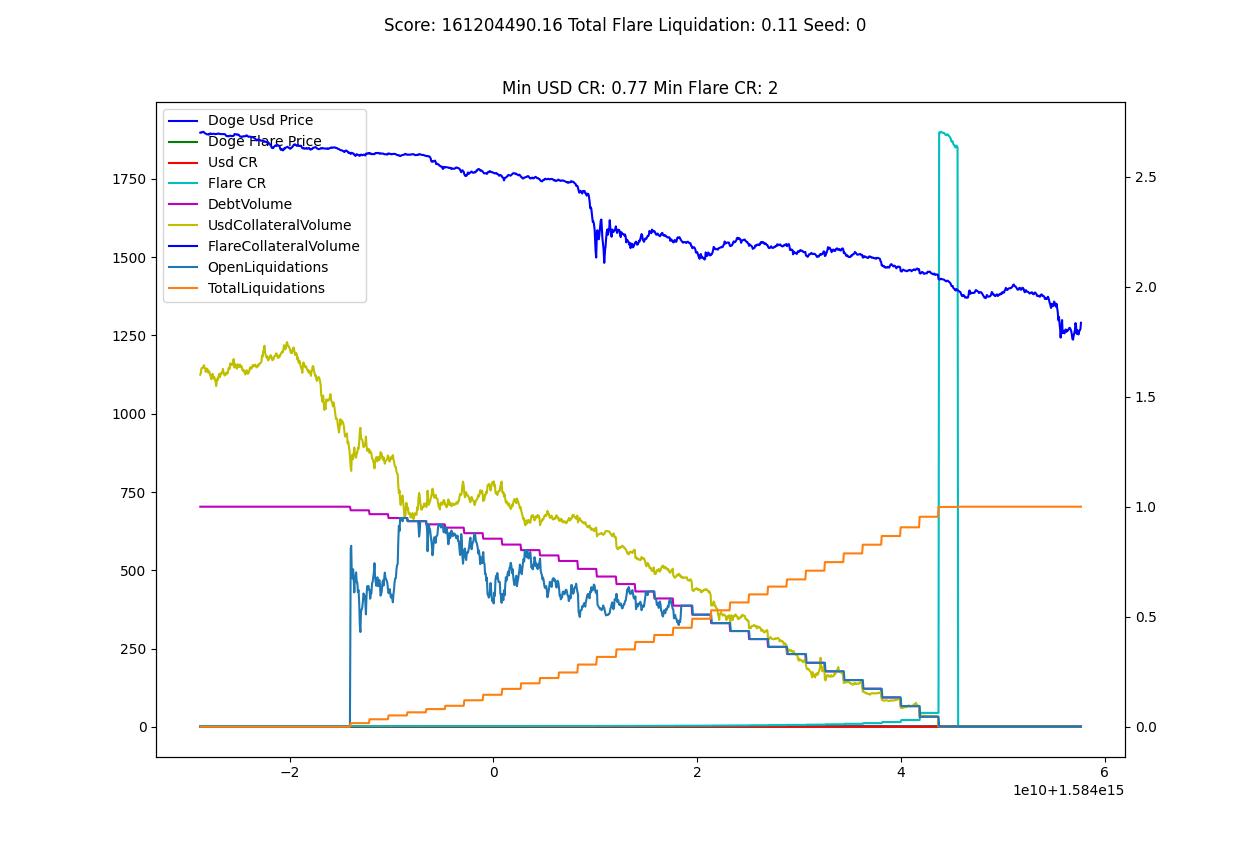 Score: 161204490.16 Total Flare Liquidation: 0.11 Seed: 0
Min USD CR: 0.77 Min Flare CR: 2
Doge Usd Price
Doge Flare Price
Usd CR
Flare CR
DebtVolume
UsdCollateralVolume
FlareCollateralVolume
OpenLiquidations
TotalLiquidations
1750
1500
1250
1000
750
500
250
0
2.5
2.0
1.5
1.0
0.5
0.0
−2 0 2 4 6
1e10+1.584e15